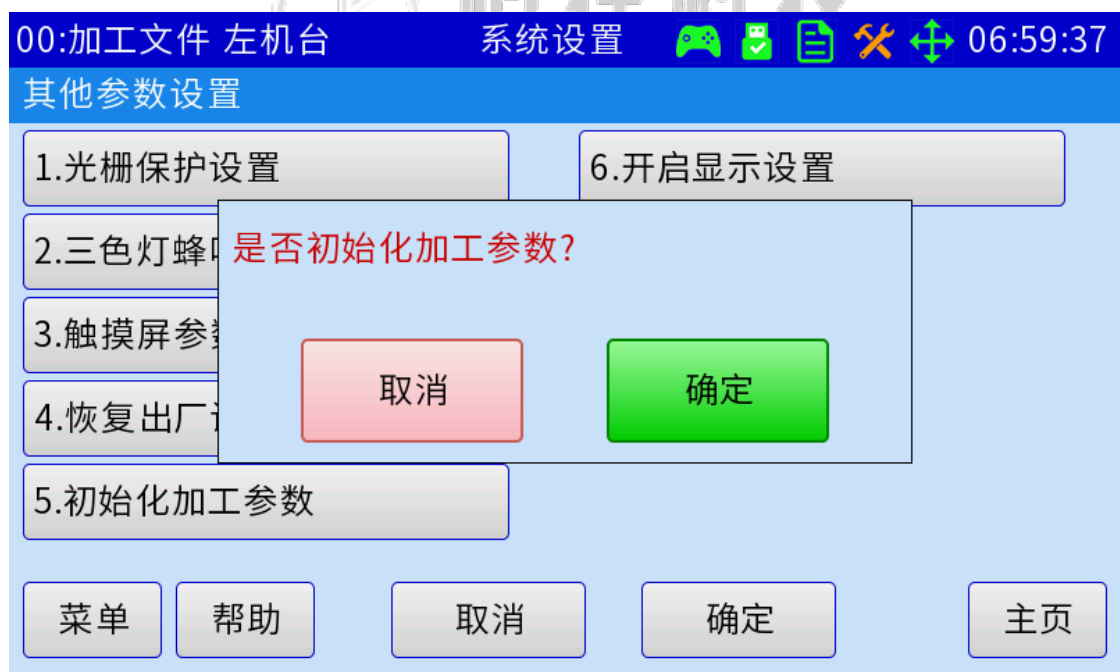 00:加工文件 左机台 系统设置 06:59:37
其他参数设置
1.光栅保护设置
6.开启显示设置
2.三色灯蜂
是否初始化加工参数?
3.触摸屏参
4.恢复出厂
取消
确定
5.初始化加工参数
菜单 帮助 取消 确定 主页